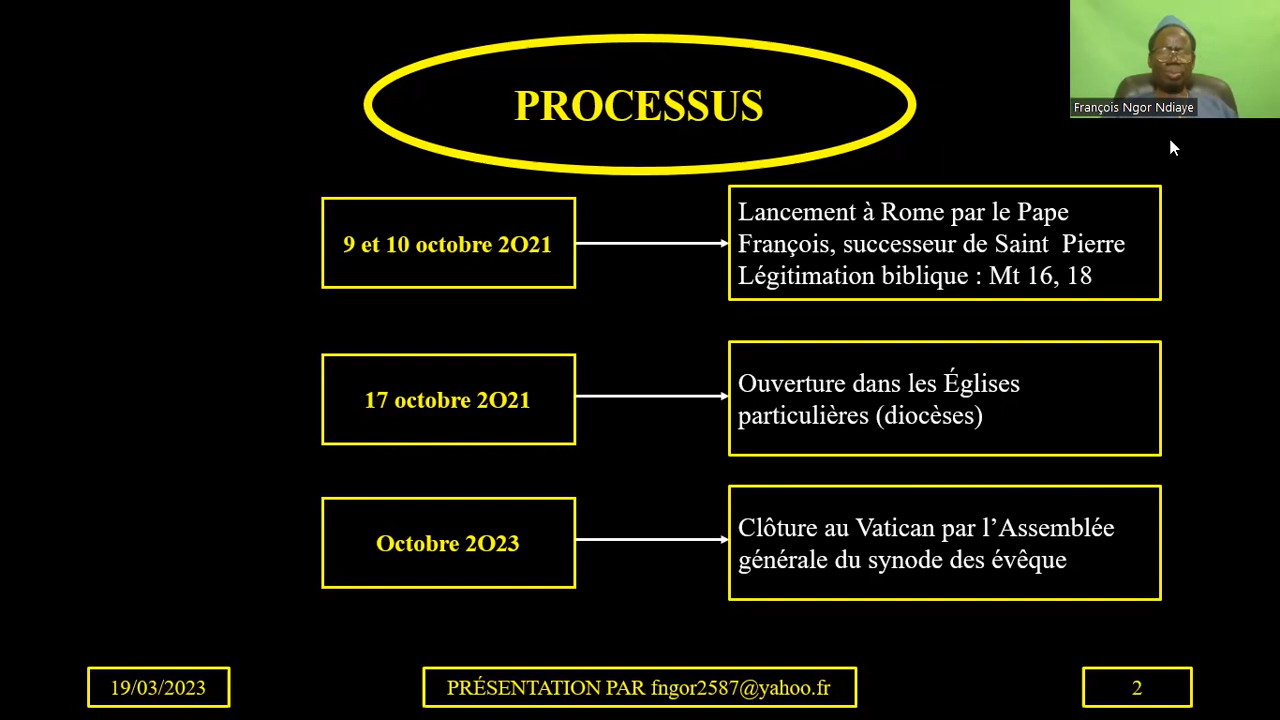 PROCESSUS
François Ngor Ndiaye
9 et 10 octobre 2O21
Lancement à Rome par le Pape
François, successeur de Saint  Pierre
Légitimation biblique : Mt 16, 18
17 octobre 2O21
Ouverture dans les Églises
particulières (diocèses)
Octobre 2O23
Clôture au Vatican par l’Assemblée
générale du synode des évêque
19/03/2023
PRÉSENTATION PAR fngor2587@yahoo.fr
2